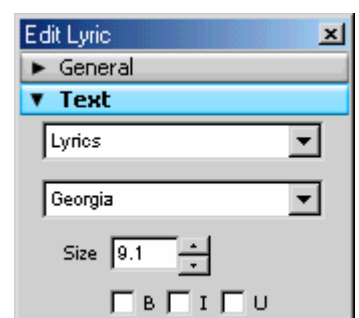 Edit Lyric
General
Text
Lyrics
Georgia
Size 9.1
B I U